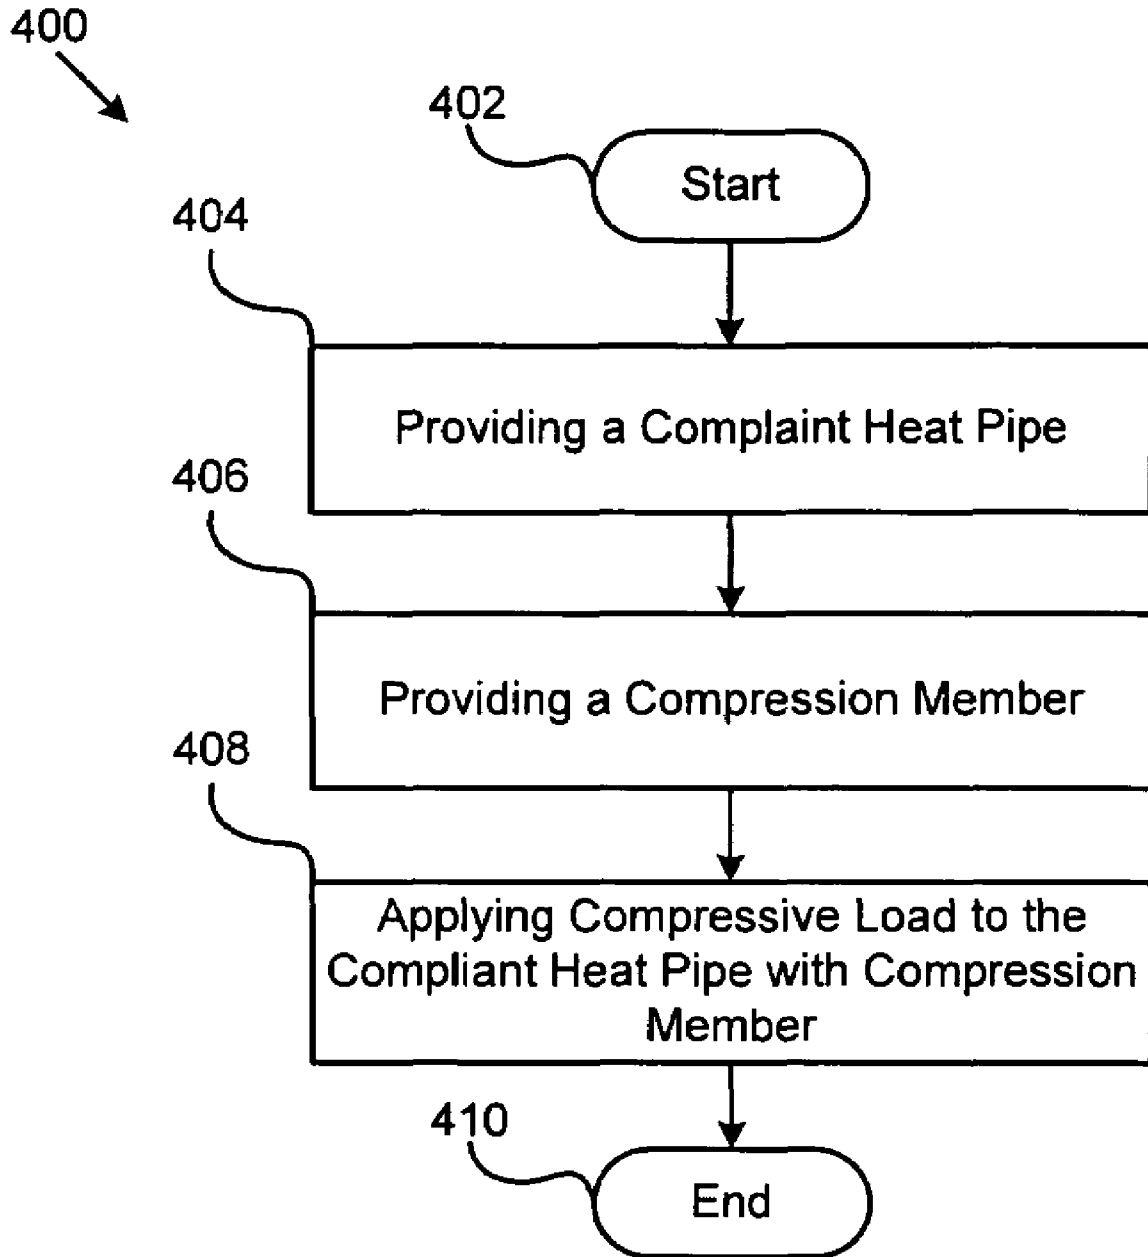 400
402
Start
404
Providing a Complaint Heat Pipe
406
Providing a Compression Member
408
Applying Compressive Load to the
Compliant Heat Pipe with Compression
Member
410
End